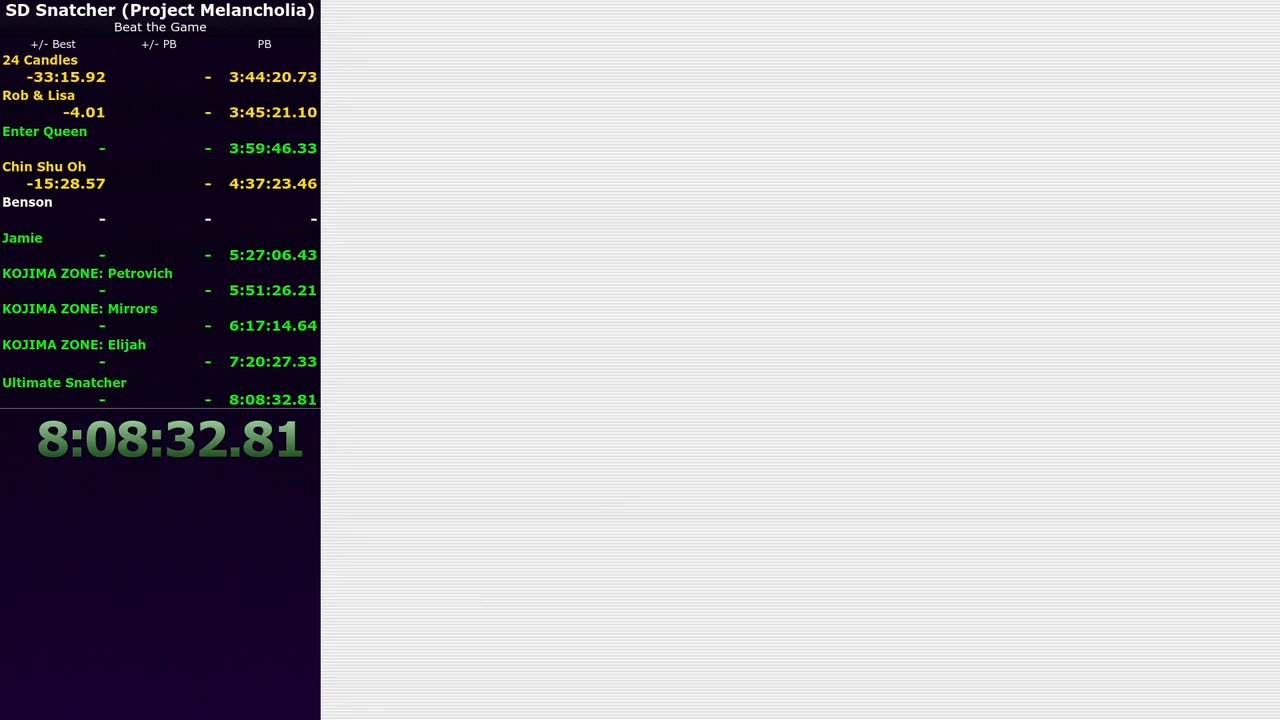 SD Snatcher (Project Melancholia)
Beat the Game
+/- Best +/- PB PB
24 Candles
-33:15.92 - 3:44:20.73
Rob & Lisa
-4.01 - 3:45:21.10
Enter Queen
- - 3:59:46.33
Chin Shu Oh
-15:28.57 - 4:37:23.46
Benson
- - -
Jamie
- - 5:27:06.43
KOJIMA ZONE: Petrovich
- - 5:51:26.21
KOJIMA ZONE: Mirrors
- - 6:17:14.64
KOJIMA ZONE: Elijah
- - 7:20:27.33
Ultimate Snatcher
- - 8:08:32.81
8:08:32.81